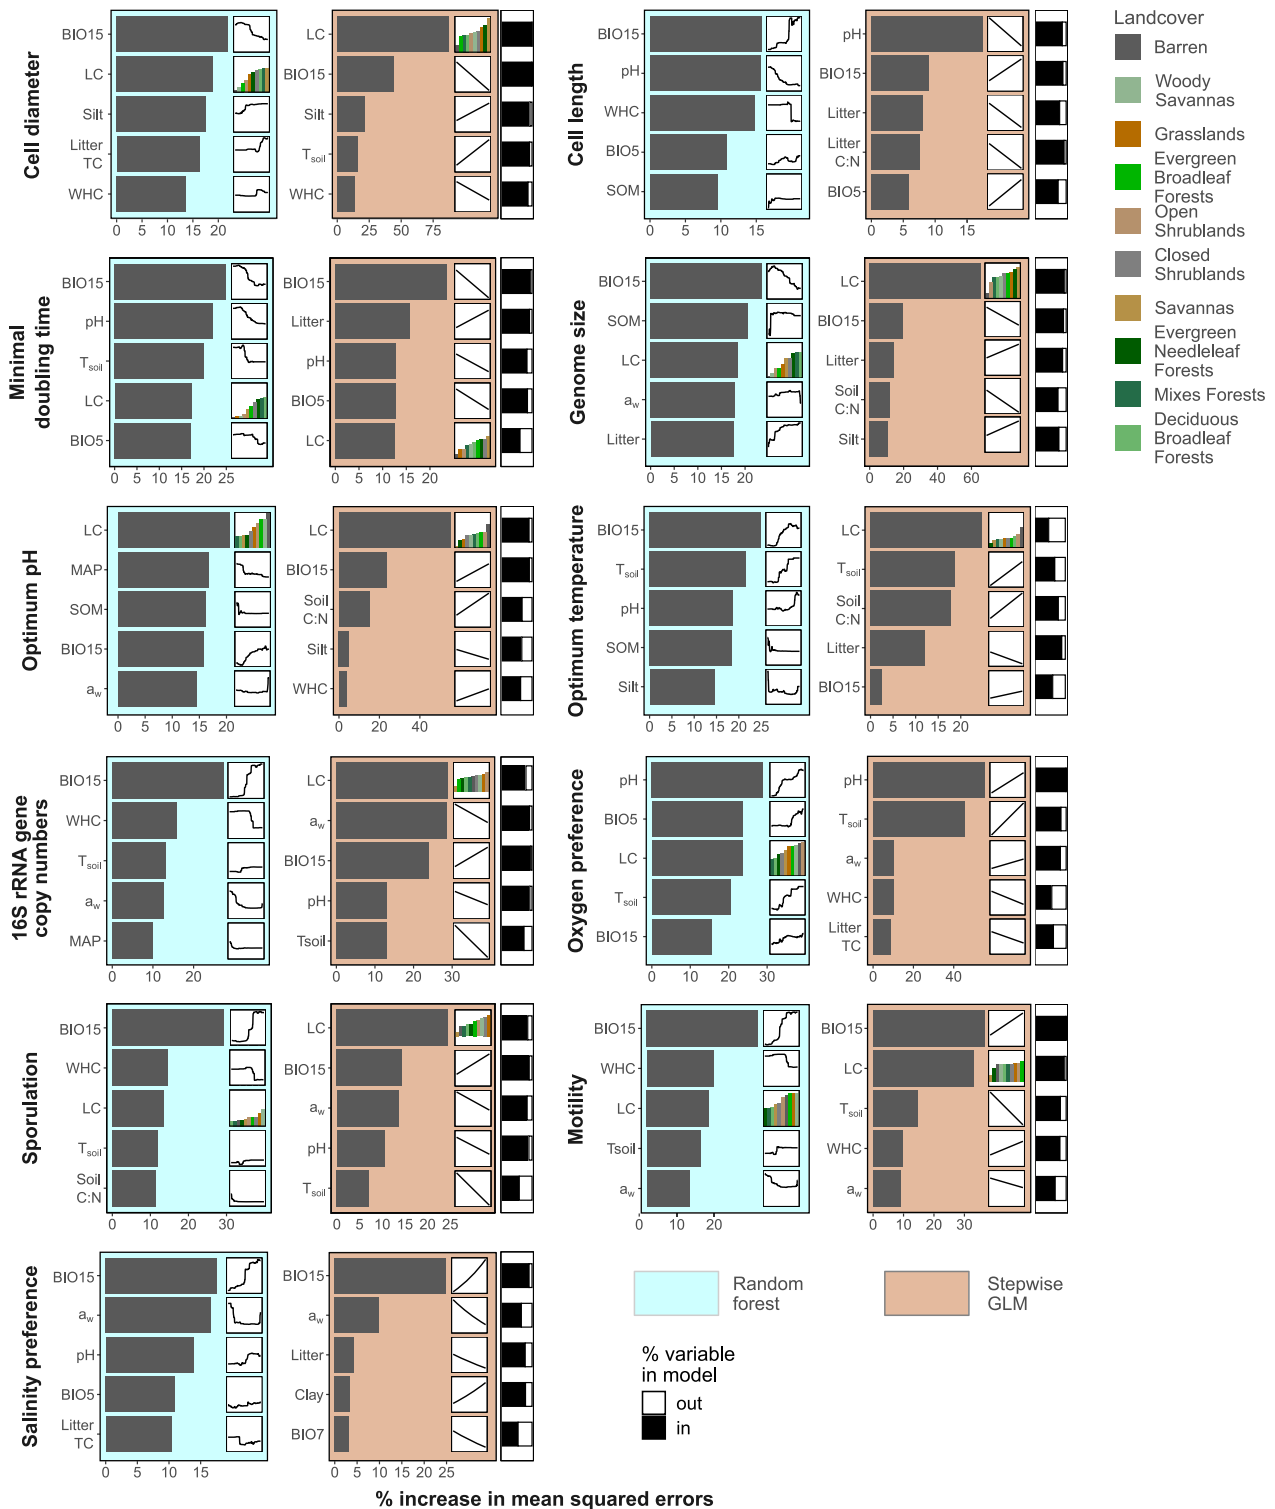 Cell diameter
BIO15
LC
Silt
Litter
TC
WHC
0 5 10 15 20
LC
BIO15
Silt
Tsoil
WHC
0 25 50 75
Cell length
BIO15
pH
WHC
BIO5
SOM
0 5 10 15 20
pH
BIO15
Litter
Litter
C:N
BIO5
0 5 10 15
Landcover
Barren
Woody
Savannas
Grasslands
Evergreen
Broadleaf
Forests
Open
Shrublands
Closed
Shrublands
Savannas
Evergreen
Needleleaf
Forests
Mixes Forests
Deciduous
Broadleaf
Forests
Minimal
doubling time
BIO15
pH
Tsoil
LC
BIO5
0 5 10 15 20 25
BIO15
Litter
pH
BIO5
LC
0 5 10 15 20
Genome size
BIO15
SOM
LC
aw
Litter
0 5 10 15 20
LC
BIO15
Litter
Soil
C:N
Silt
0 20 40 60
Optimum pH
LC
MAP
SOM
BIO15
aw
0 5 10 15 20
LC
BIO15
Soil
C:N
Silt
WHC
0 20 40
Optimum temperature
BIO15
Tsoil
pH
SOM
Silt
0 5 10 15 20 25
LC
Tsoil
Soil
C:N
Litter
BIO15
0 5 10 15 20
16S rRNA gene
copy numbers
BIO15
WHC
Tsoil
aw
MAP
0 10 20
LC
aw
BIO15
pH
Tsoil
0 10 20 30
Oxygen preference
pH
BIO5
LC
Tsoil
BIO15
0 10 20 30
pH
Tsoil
aw
WHC
Litter
TC
0 20 40
Sporulation
BIO15
WHC
LC
Tsoil
Soil
C:N
0 10 20 30
LC
BIO15
aw
pH
Tsoil
0 5 10 15 20 25
Motility
BIO15
WHC
LC
Tsoil
aw
0 10 20
BIO15
LC
Tsoil
WHC
aw
0 10 20 30
Salinity preference
BIO15
aw
pH
BIO5
Litter
TC
0 5 10 15
BIO15
aw
Litter
Clay
BIO7
0 5 10 15 20 25
Random
forest
Stepwise
GLM
% variable
in model
out
in
% increase in mean squared errors